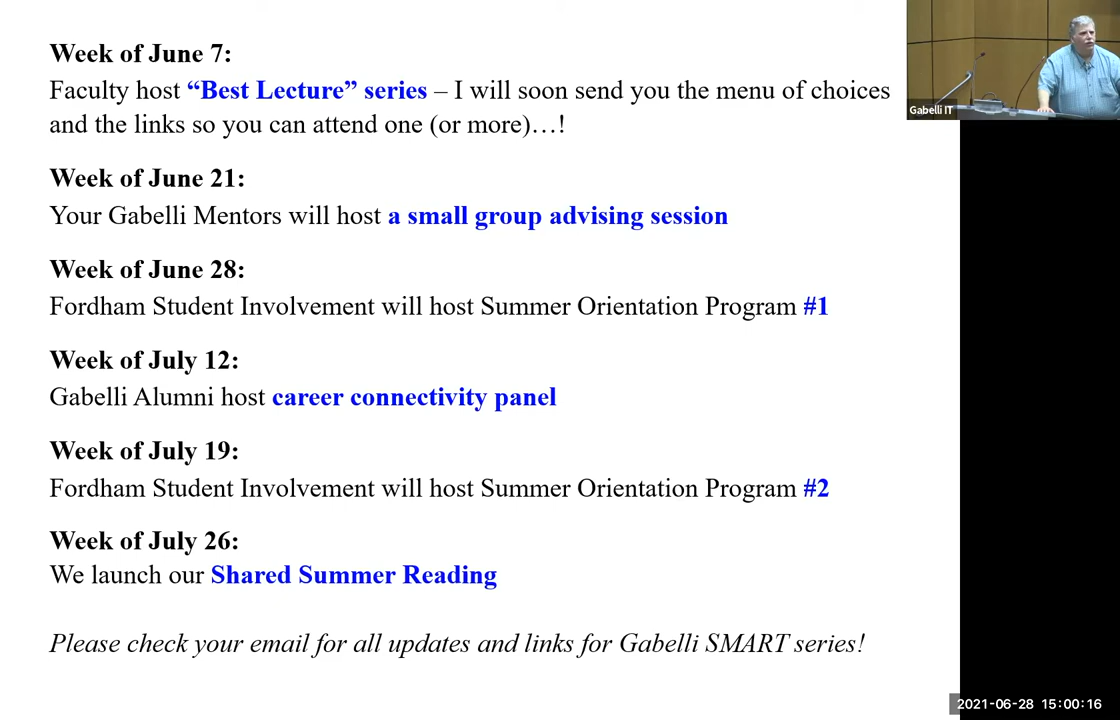 Week of June 7:
Faculty host “Best Lecture” series – I will soon send you the menu of choices
and the links so you can attend one (or more)…!
Week of June 21:
Your Gabelli Mentors will host a small group advising session
Week of June 28:
Fordham Student Involvement will host Summer Orientation Program #1
Week of July 12:
Gabelli Alumni host career connectivity panel
Week of July 19:
Fordham Student Involvement will host Summer Orientation Program #2
Week of July 26:
We launch our Shared Summer Reading
Please check your email for all updates and links for Gabelli SMART series!
Gabelli IT
2021-06-28 15:00:16